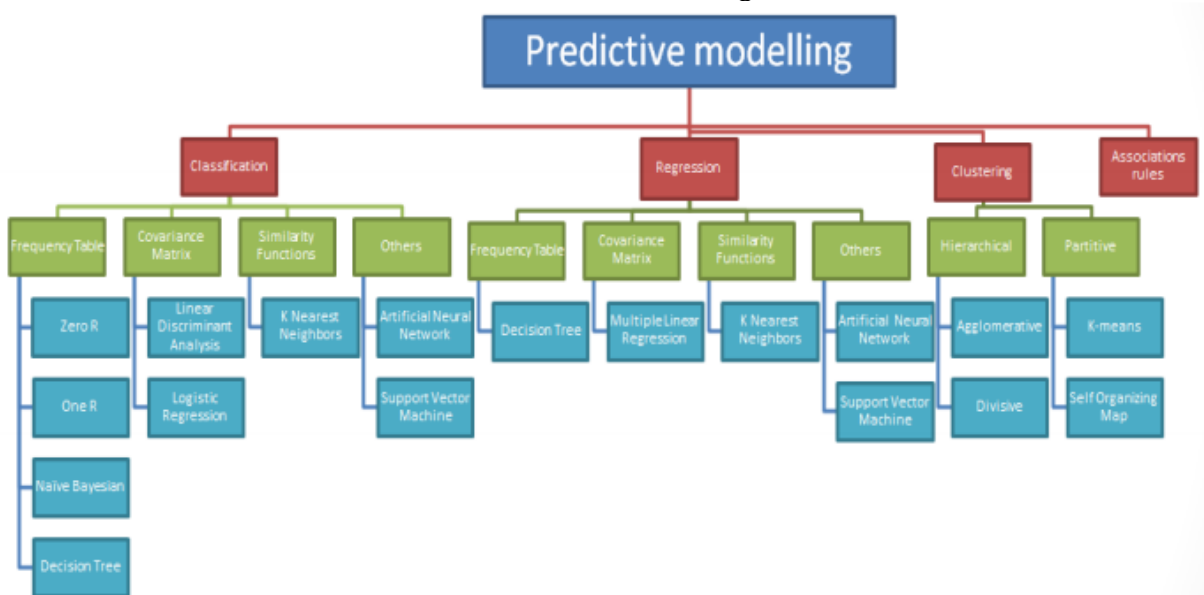 Predictive modelling
Classification
Regression
Clustering
Associations
rules
Frequency Table
Covariance
Matrix
Similarity
Functions
Others
Frequency Table
Covariance
Matrix
Similarity
Functions
Others
Hierarchical
Partitive
Zero R
Linear
Discriminant
Analysis
K Nearest
Neighbors
Artificial Neural
Network
Decision Tree
Multiple Linear
Regression
K Nearest
Neighbors
Artificial Neural
Network
Agglomerative
K-means
One R
Logistic
Regression
Support Vector
Machine
Support Vector
Machine
Divisive
Self Organizing
Map
Naïve Bayesian
Decision Tree